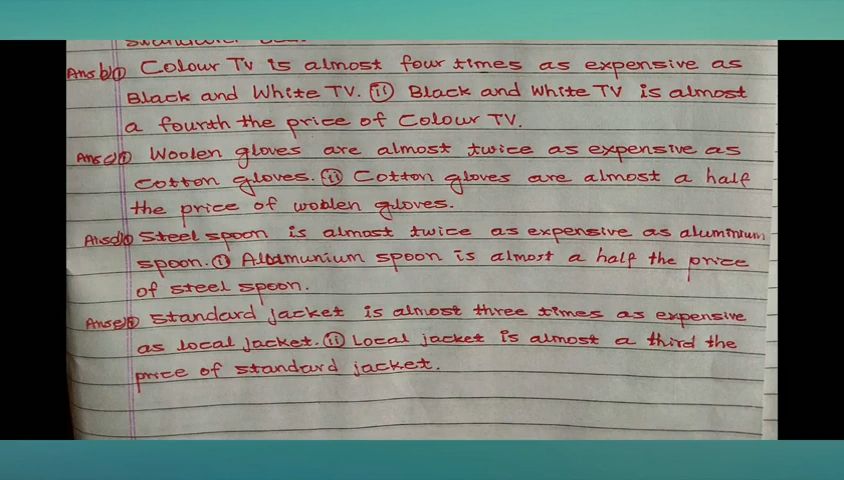 Ans b)(i) Colour TV is almost four times as expensive as
Black and White TV. (ii) Black and White TV is almost
a fourth the price of Colour TV.
Ans c)(i) Woolen gloves are almost twice as expensive as
Cotton gloves. (ii) Cotton gloves are almost a half
the price of woolen gloves.
Ans d)(i) Steel spoon is almost twice as expensive as aluminium
spoon. (ii) Alamunium spoon is almost a half the price
of steel spoon.
Ans e)(i) Standard jacket is almost three times as expensive
as local jacket. (ii) Local jacket is almost a third the
price of standard jacket.